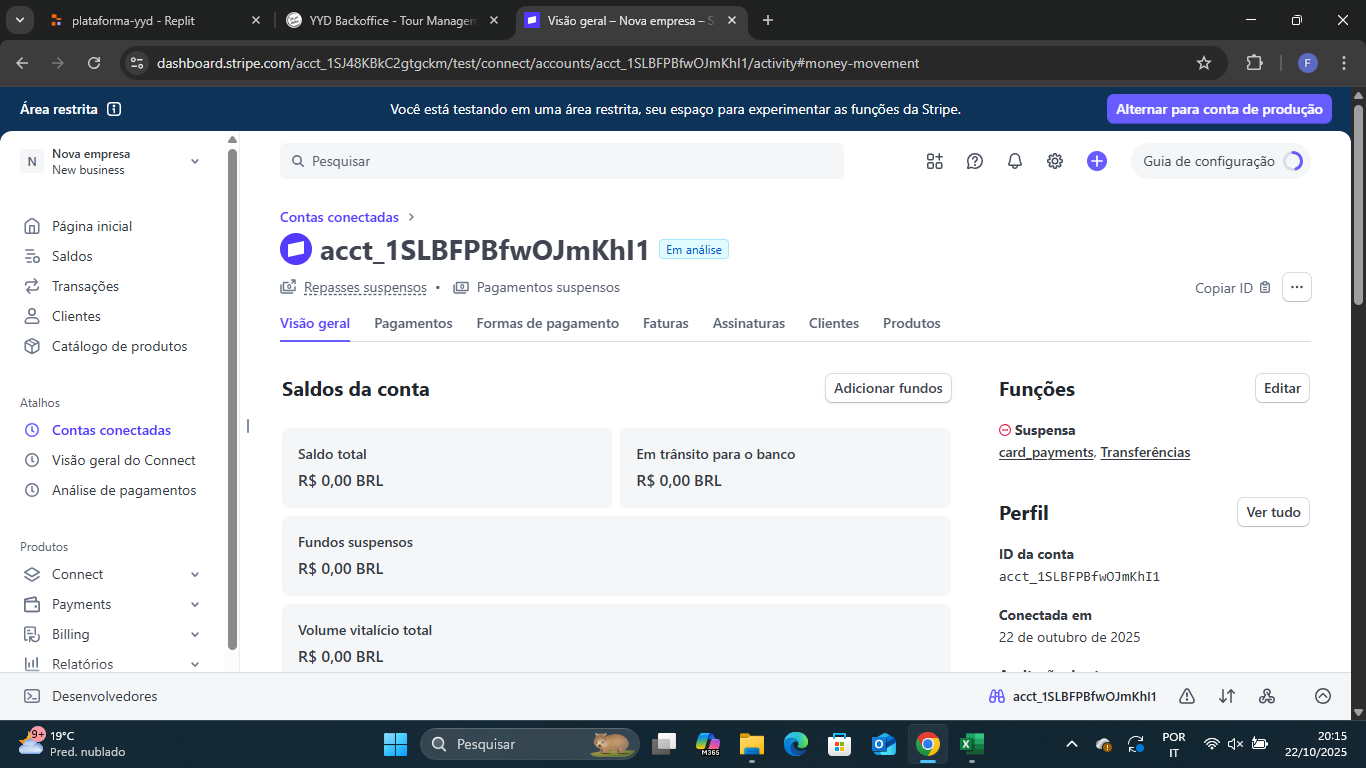 plataforma-yyd - Replit
YYD Backoffice - Tour Managem
Visão geral – Nova empresa – S
dashboard.stripe.com/acct_1SJ48KBkC2gtgckm/test/connect/accounts/acct_1SLBFPBfwOJmKhI1/activity#money-movement
F
Área restrita
Você está testando em uma área restrita, seu espaço para experimentar as funções da Stripe.
Alternar para conta de produção
N
Nova empresa
New business
Pesquisar
Guia de configuração
Página inicial
Saldos
Transações
Clientes
Catálogo de produtos
Atalhos
Contas conectadas
Visão geral do Connect
Análise de pagamentos
Produtos
Connect
Payments
Billing
Relatórios
Contas conectadas
acct_1SLBFPBfwOJmKhI1
Em análise
Repasses suspensos • Pagamentos suspensos
Copiar ID
Visão geral
Pagamentos
Formas de pagamento
Faturas
Assinaturas
Clientes
Produtos
Saldos da conta
Adicionar fundos
Saldo total
R$ 0,00 BRL
Em trânsito para o banco
R$ 0,00 BRL
Fundos suspensos
R$ 0,00 BRL
Volume vitalício total
R$ 0,00 BRL
Funções
Editar
Suspensa
card_payments, Transferências
Perfil
Ver tudo
ID da conta
acct_1SLBFPBfwOJmKhI1
Conectada em
22 de outubro de 2025
Desenvolvedores
acct_1SLBFPBfwOJmKhI1
9+
19°C
Pred. nublado
Pesquisar
M365
POR
IT
20:15
22/10/2025